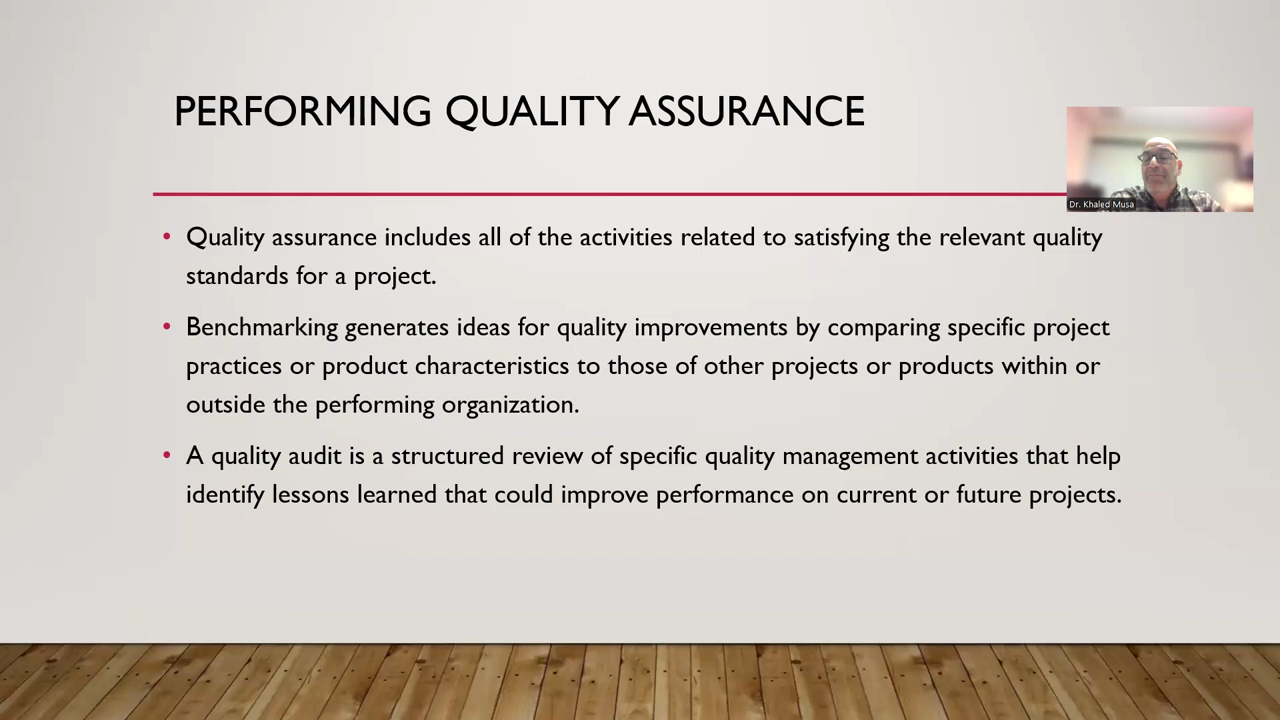 PERFORMING QUALITY ASSURANCE
Dr. Khaled Musa
• Quality assurance includes all of the activities related to satisfying the relevant quality
standards for a project.
• Benchmarking generates ideas for quality improvements by comparing specific project
practices or product characteristics to those of other projects or products within or
outside the performing organization.
• A quality audit is a structured review of specific quality management activities that help
identify lessons learned that could improve performance on current or future projects.